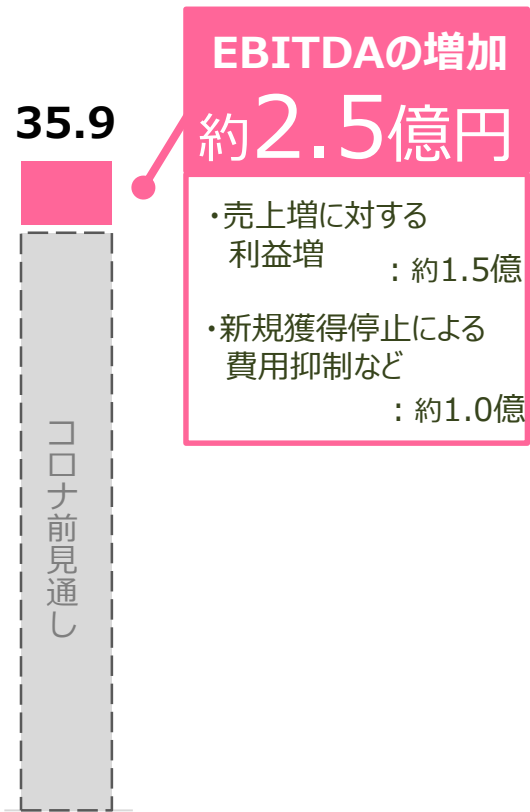 35.9
EBITDAの増加
約2.5億円
・売上増に対する
利益増
：約1.5億
・新規獲得停止による
費用抑制など
：約1.0億
コロナ前見通し